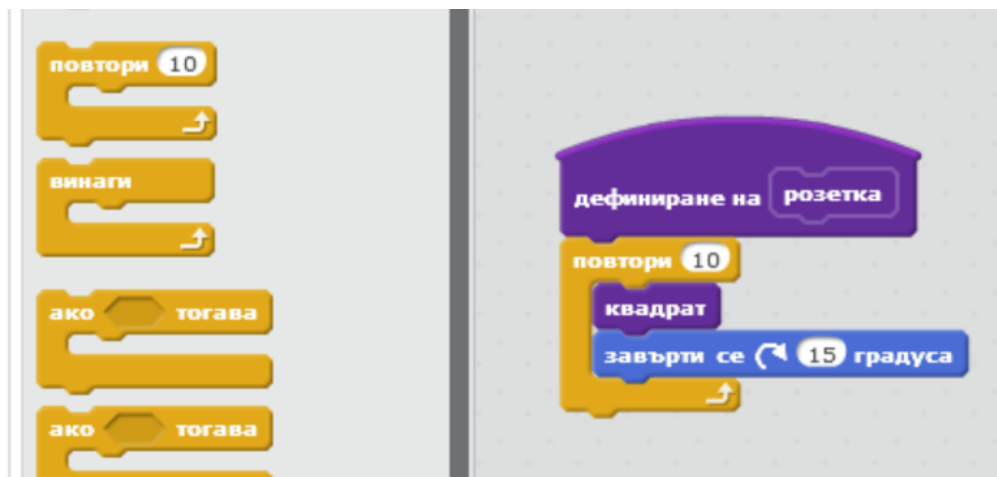 повтори 10
винаги
ако тогава
ако тогава
дефиниране на розетка
повтори 10
квадрат
завърти се 15 градуса